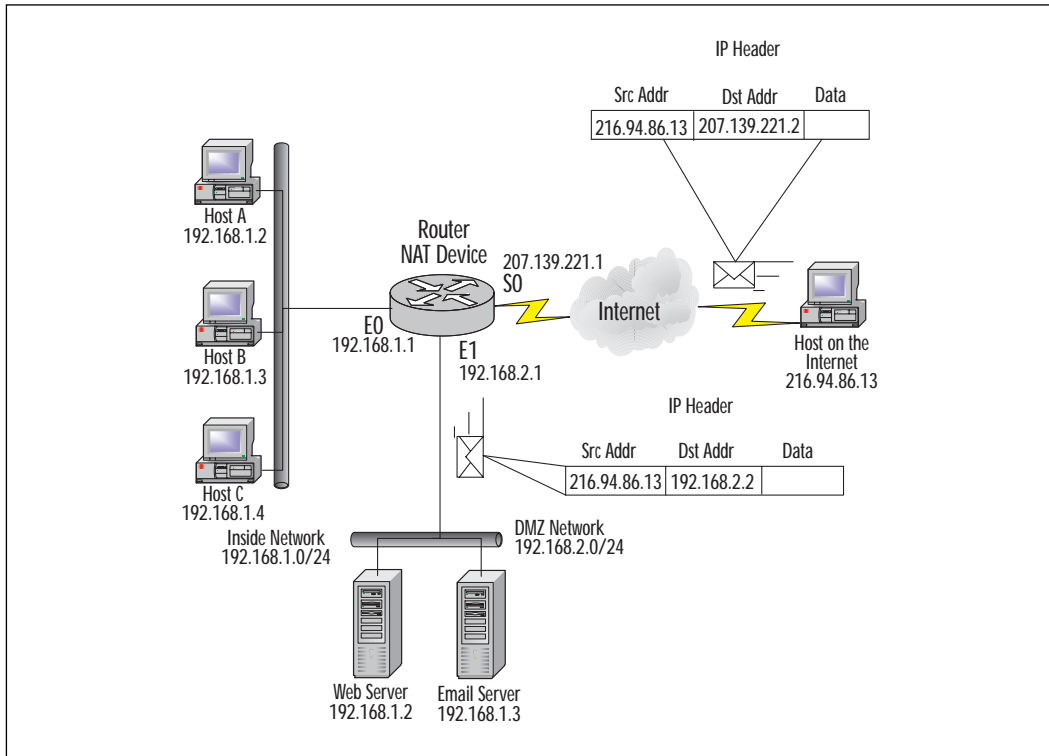 IP Header
Src Addr Dst Addr Data
216.94.86.13 207.139.221.2
Host A
192.168.1.2
Router
NAT Device
207.139.221.1
S0
Internet
E0
192.168.1.1
E1
192.168.2.1
Host B
192.168.1.3
Host on the
Internet
216.94.86.13
IP Header
Src Addr Dst Addr Data
216.94.86.13 192.168.2.2
Host C
192.168.1.4
Inside Network
192.168.1.0/24
DMZ Network
192.168.2.0/24
Web Server
192.168.1.2
Email Server
192.168.1.3